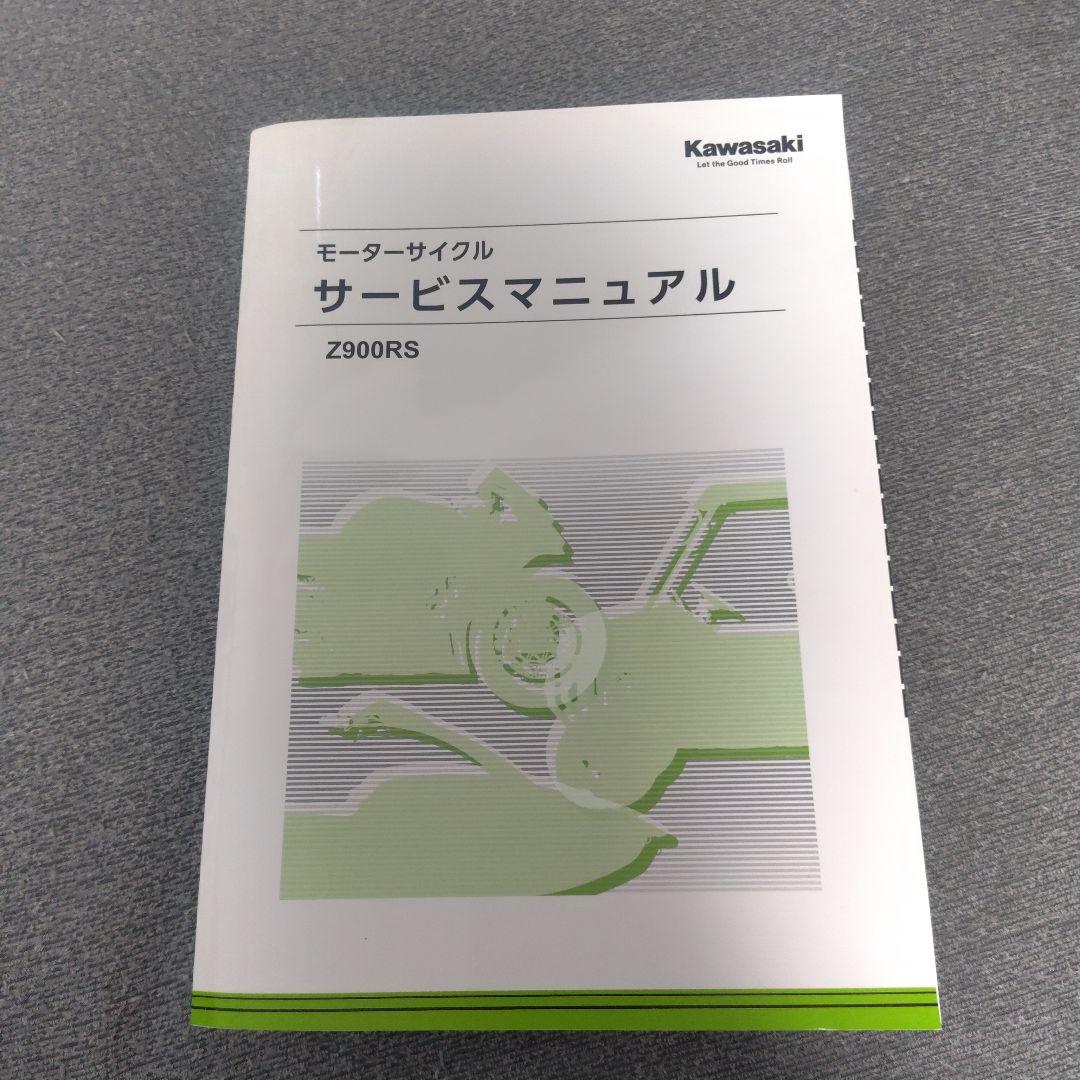 Kawasaki
Let the Good Times Roll
モーターサイクル
サービスマニュアル
Z900RS